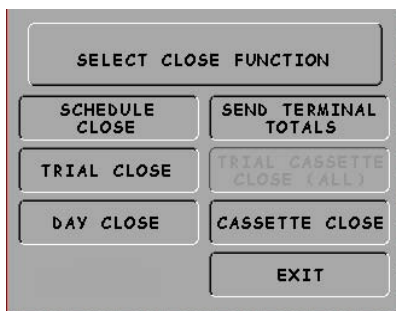 SELECT CLOSE FUNCTION
SCHEDULE
CLOSE
SEND TERMINAL
TOTALS
TRIAL CLOSE
TRIAL CASSETTE
CLOSE (ALL)
DAY CLOSE
CASSETTE CLOSE
EXIT